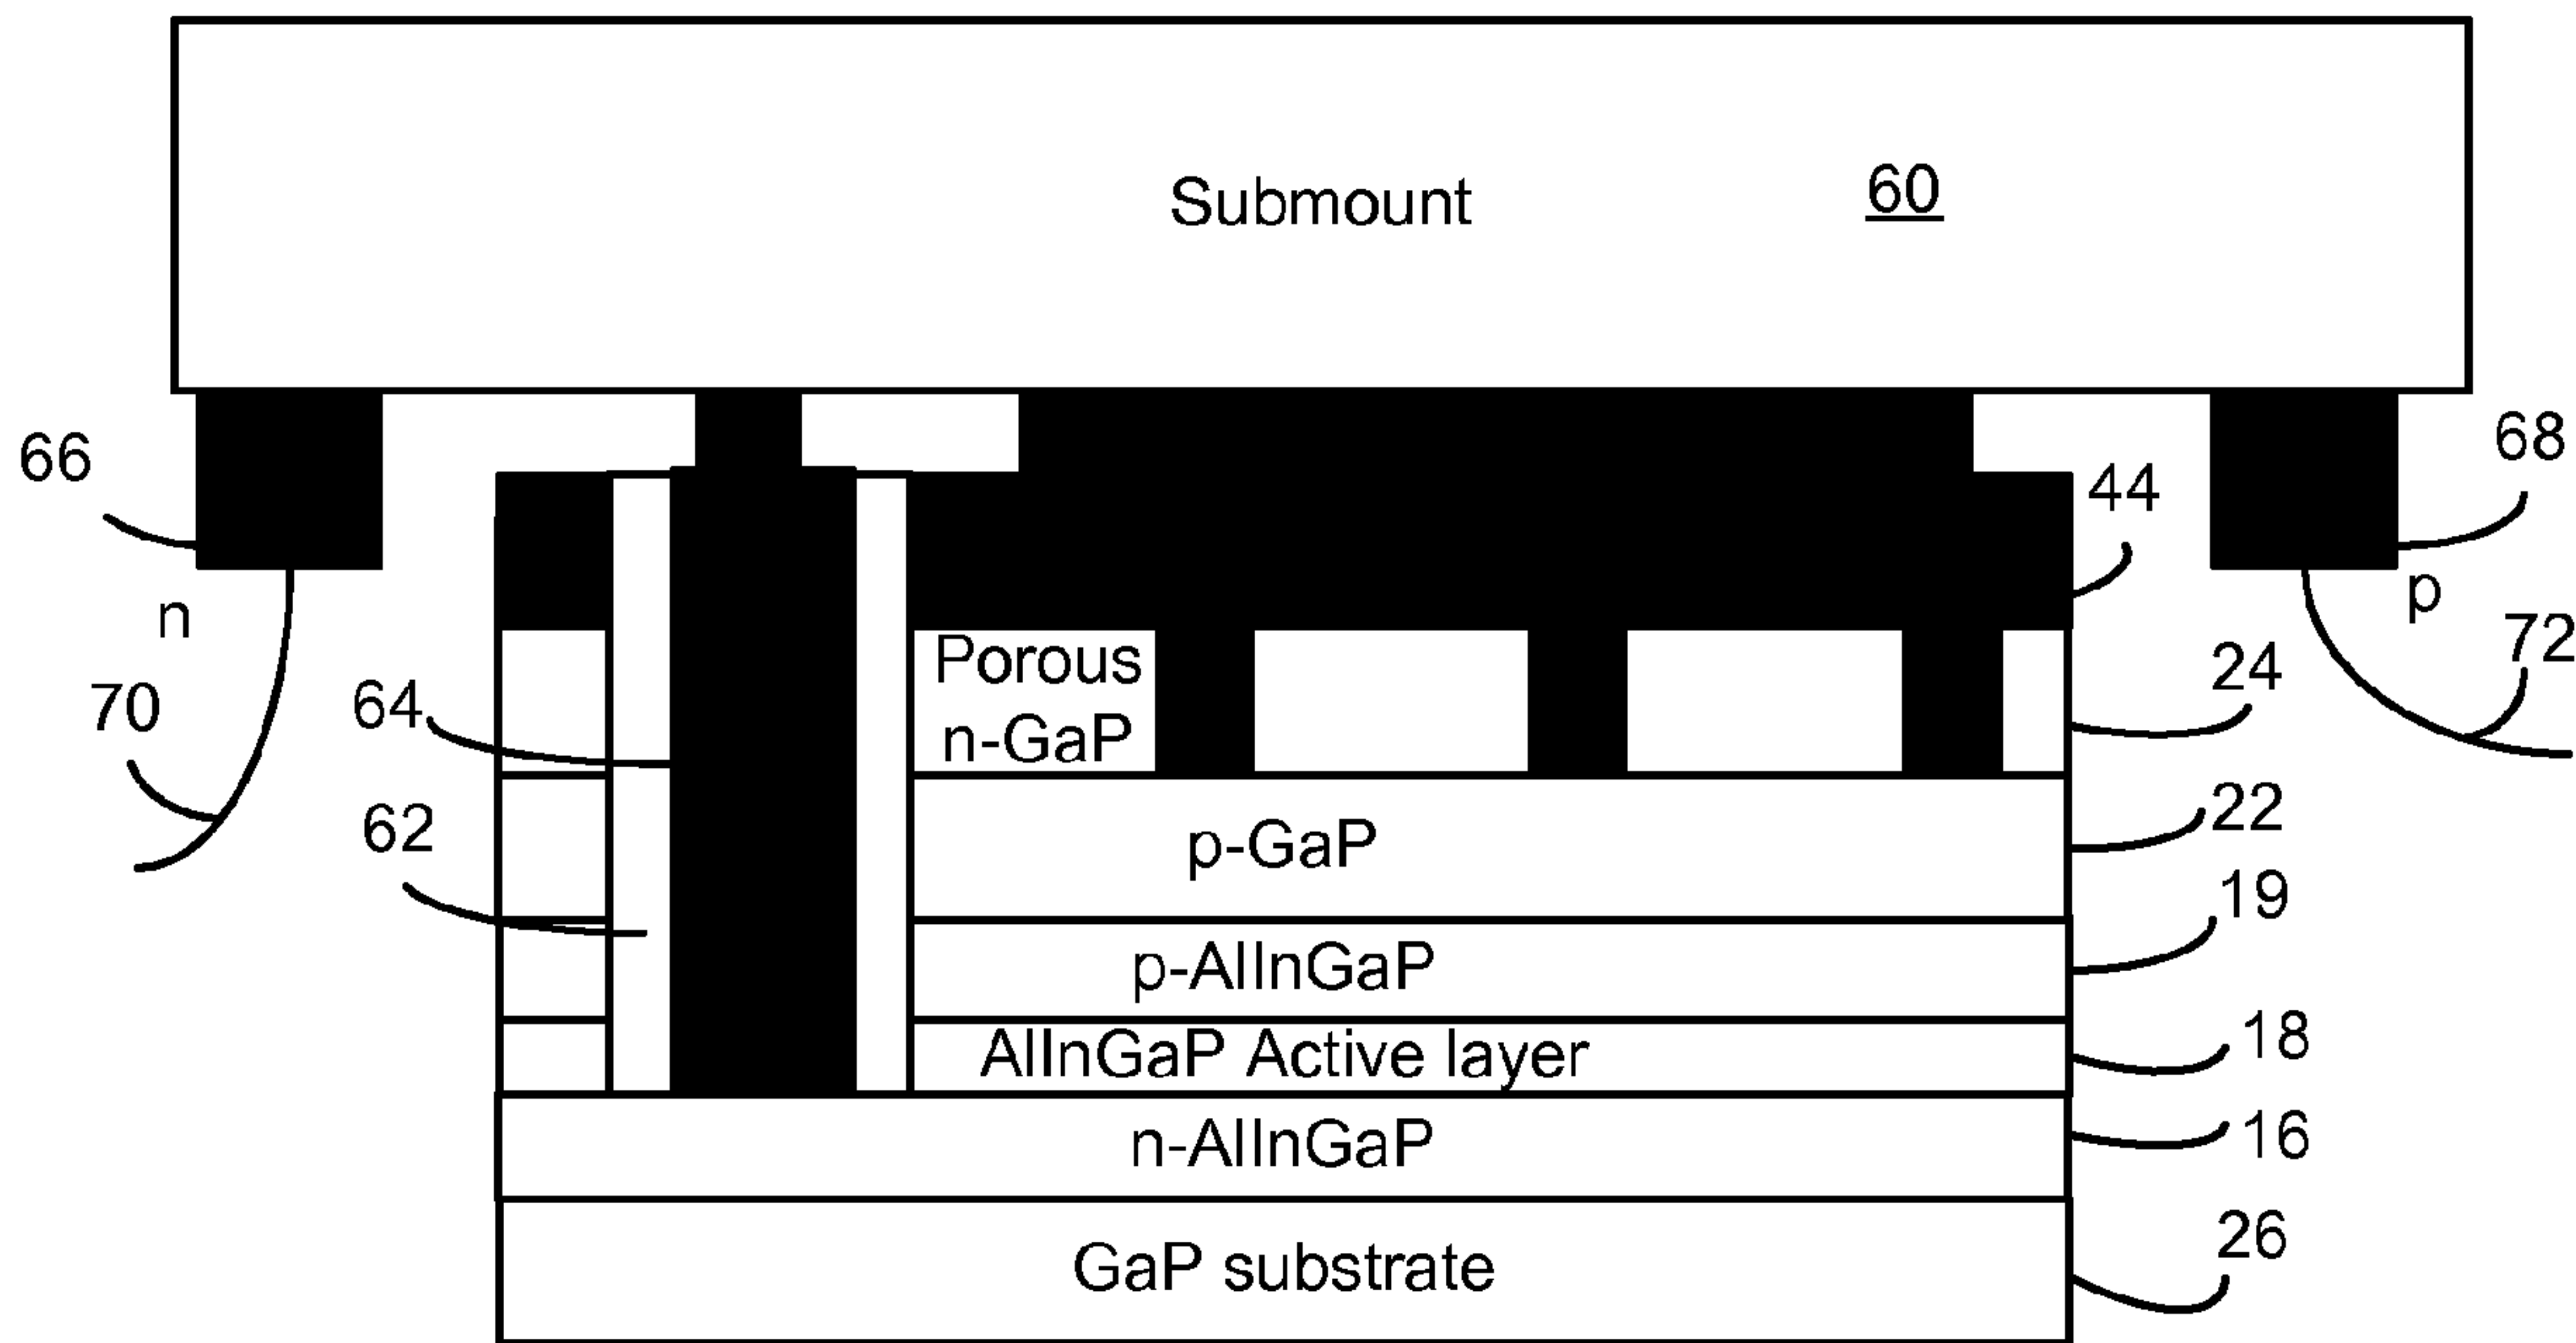 Submount
60
66
68
44
n
p
Porous
n-GaP
72
24
70
64
22
62
p-GaP
19
p-AlInGaP
18
AlInGaP Active layer
16
n-AlInGaP
26
GaP substrate